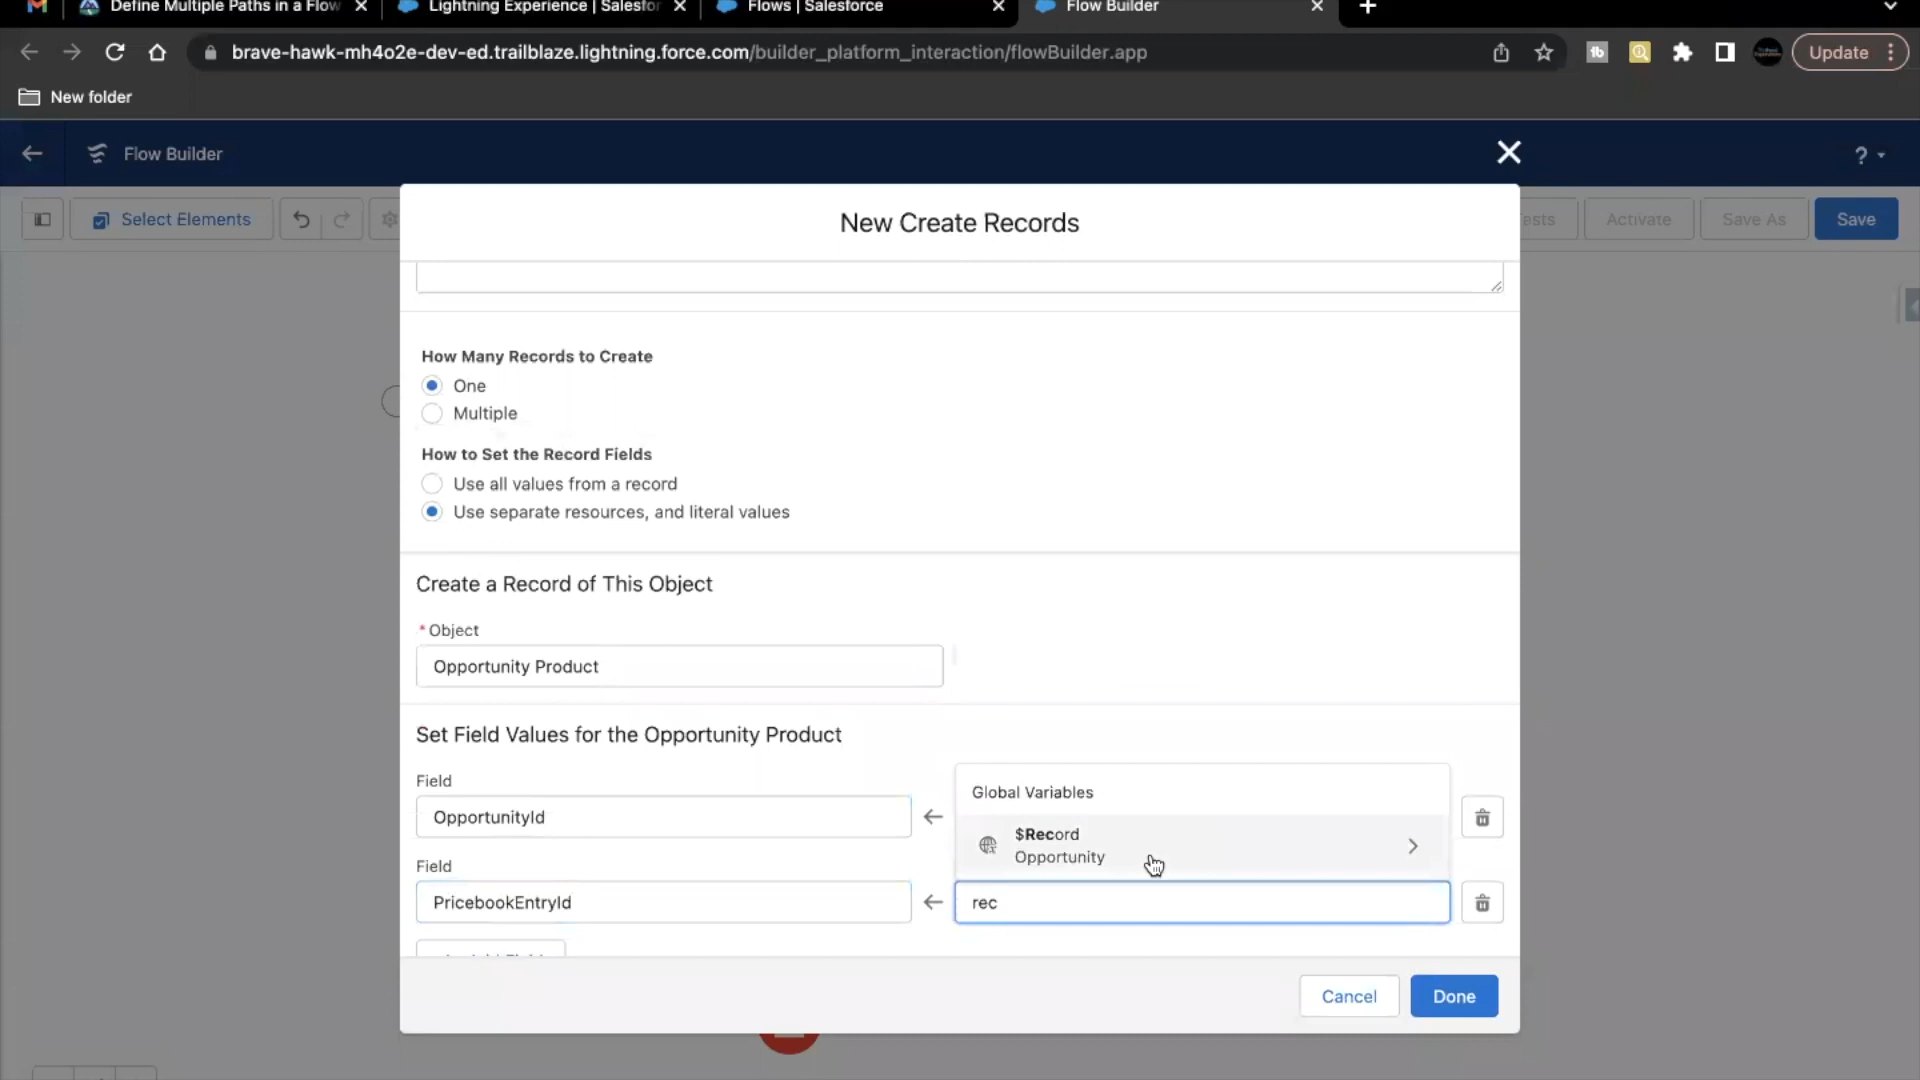 Define Multiple Paths in a Flow
Lightning Experience | Salesfor
Flows | Salesforce
Flow Builder
brave-hawk-mh4o2e-dev-ed.trailblaze.lightning.force.com/builder_platform_interaction/flowBuilder.app
Update
New folder
Flow Builder
?
Select Elements
ests
Activate
Save As
Save
New Create Records
How Many Records to Create
One
Multiple
How to Set the Record Fields
Use all values from a record
Use separate resources, and literal values
Create a Record of This Object
* Object
Opportunity Product
Set Field Values for the Opportunity Product
Field
OpportunityId
Global Variables
$Record
Opportunity
Field
PricebookEntryId
rec
Cancel
Done